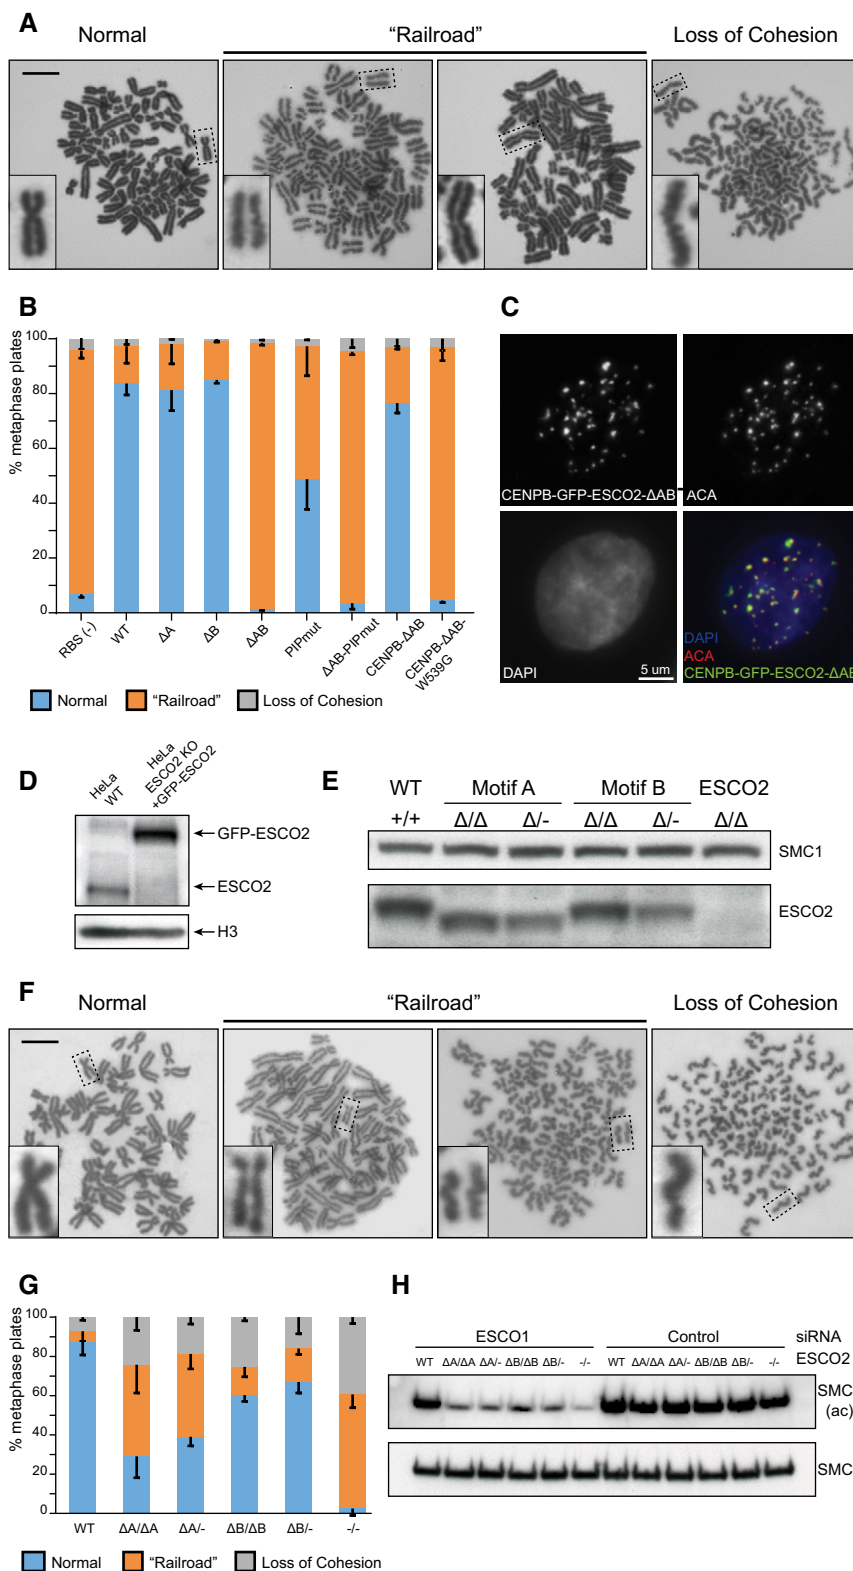 A
Normal
“Railroad”
Loss of Cohesion
B
% metaphase plates
100
80
60
40
20
0
RBS (-)
WT
ΔA
ΔB
ΔAB
PIPmut
ΔAB-PIPmut
CENPB-ΔAB
CENPB-ΔAB-
W539G
Normal
“Railroad”
Loss of Cohesion
C
CENPB-GFP-ESCO2-ΔAB
ACA
DAPI
5 um
DAPI
ACA
CENPB-GFP-ESCO2-ΔAB
D
HeLa
WT
HeLa
ESCO2 KO
+GFP-ESCO2
GFP-ESCO2
ESCO2
H3
E
WT
Motif A
Motif B
ESCO2
+/+
Δ/Δ
Δ/-
Δ/Δ
Δ/-
Δ/Δ
SMC1
ESCO2
F
Normal
“Railroad”
Loss of Cohesion
G
% metaphase plates
100
80
60
40
20
0
WT
ΔA/ΔA
ΔA/-
ΔB/ΔB
ΔB/-
-/-
Normal
“Railroad”
Loss of Cohesion
H
ESCO1
Control
siRNA
WT ΔA/ΔA ΔA/- ΔB/ΔB ΔB/- -/- WT ΔA/ΔA ΔA/- ΔB/ΔB ΔB/- -/- ESCO2
SMC
(ac)
SMC